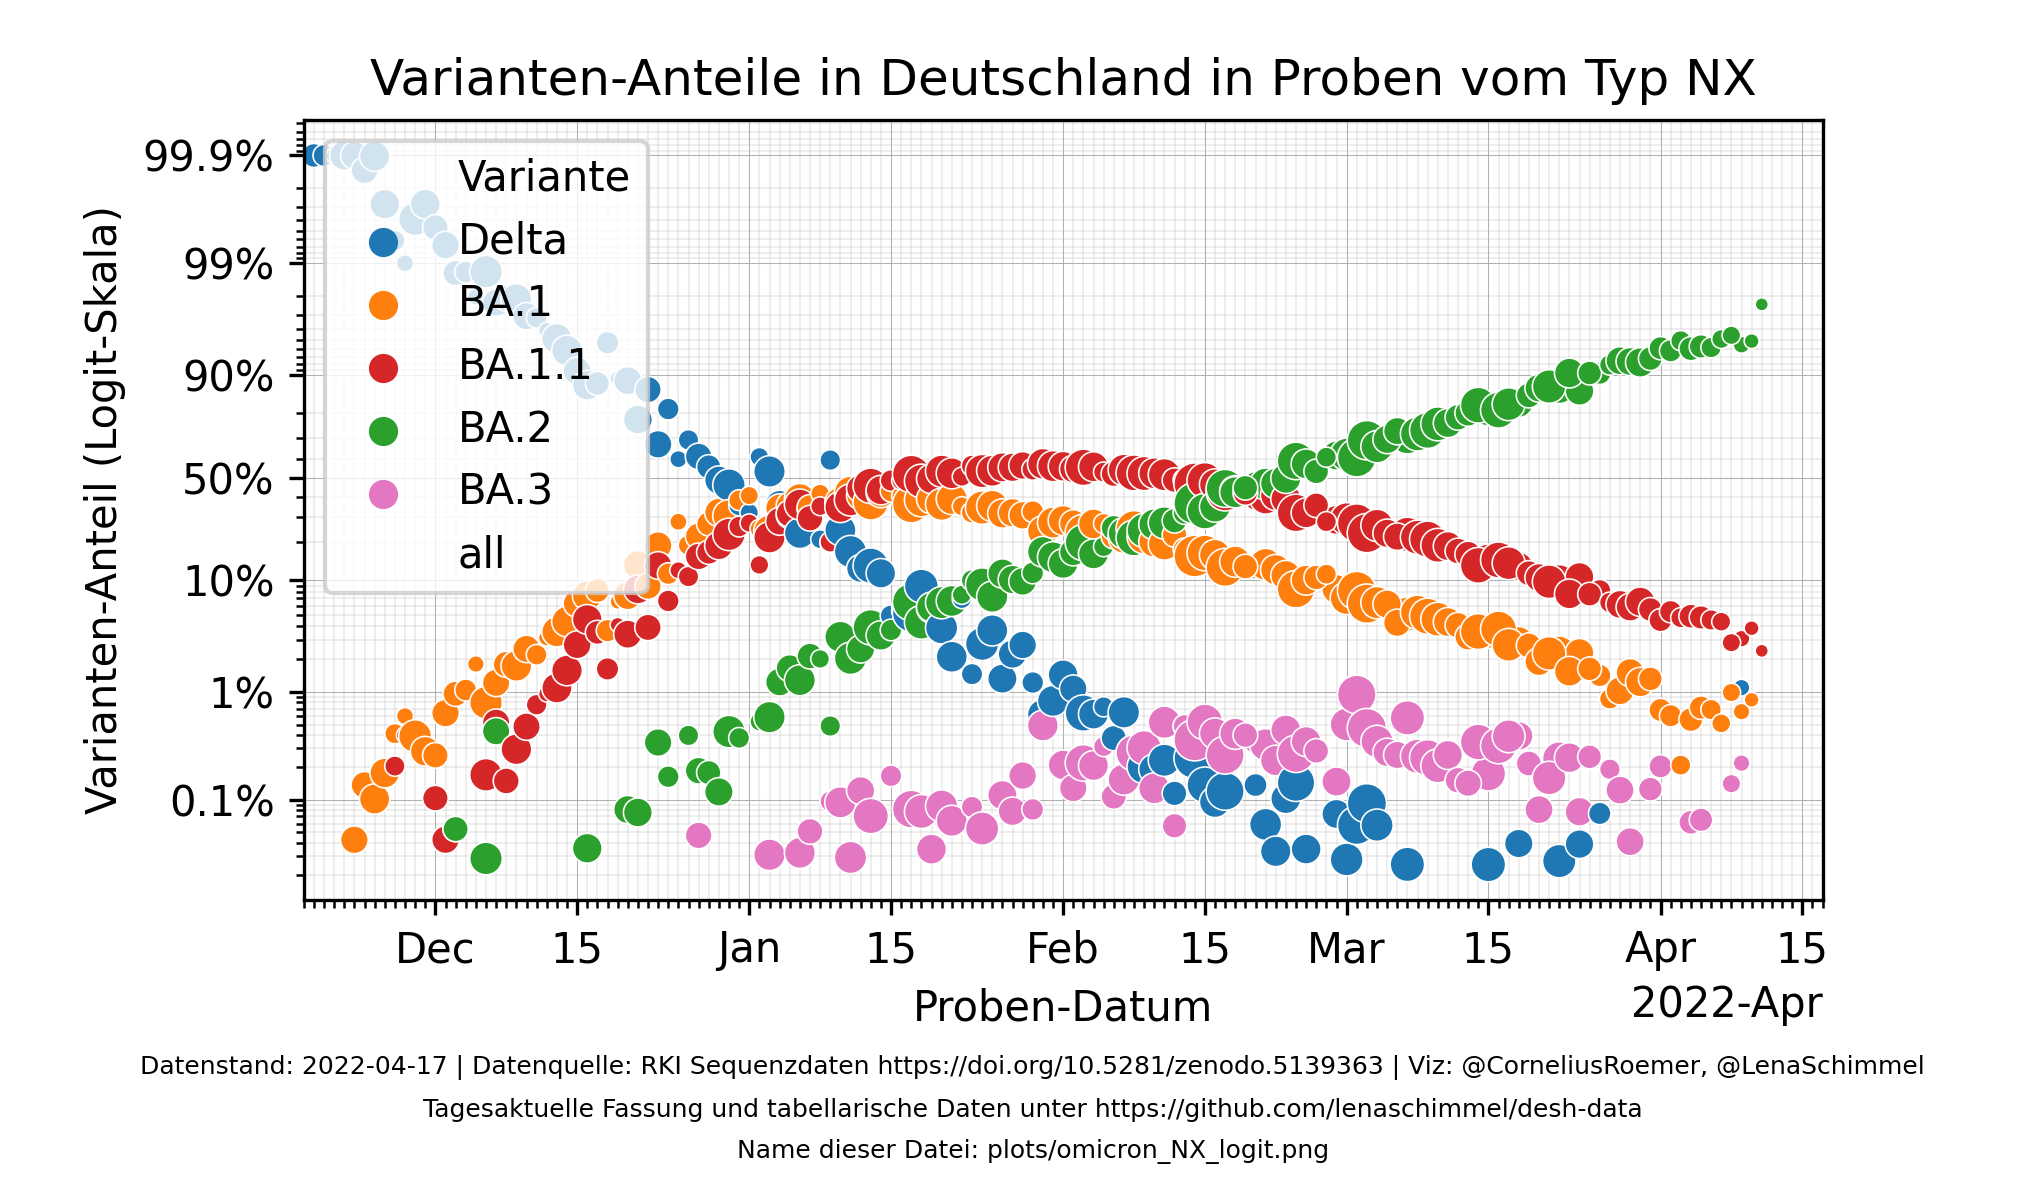 Varianten-Anteile in Deutschland in Proben vom Typ NX
Varianten-Anteil (Logit-Skala)
99.9%
99%
90%
50%
10%
1%
0.1%
Variante
Delta
BA.1
BA.1.1
BA.2
BA.3
all
Dec 15 Jan 15 Feb 15 Mar 15 Apr 15
Proben-Datum
2022-Apr
Datenstand: 2022-04-17 | Datenquelle: RKI Sequenzdaten https://doi.org/10.5281/zenodo.5139363 | Viz: @CorneliusRoemer, @LenaSchimmel
Tagesaktuelle Fassung und tabellarische Daten unter https://github.com/lenaschimmel/desh-data
Name dieser Datei: plots/omicron_NX_logit.png